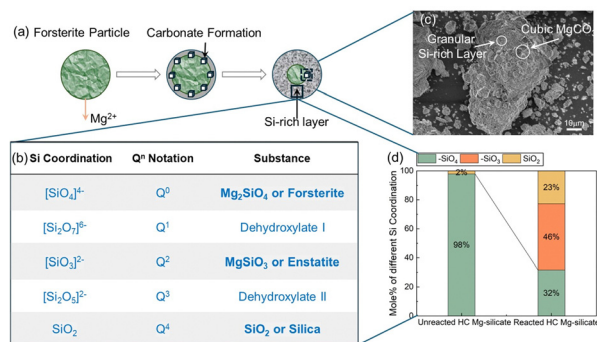 (a)
Forsterite Particle
Carbonate Formation
Mg²⁺
Si-rich layer
(b) Si Coordination Qⁿ Notation Substance
[SiO₄]⁴⁻ Q⁰ Mg₂SiO₄ or Forsterite
[Si₂O₇]⁶⁻ Q¹ Dehydroxylate I
[SiO₃]²⁻ Q² MgSiO₃ or Enstatite
[Si₂O₅]²⁻ Q³ Dehydroxylate II
SiO₂ Q⁴ SiO₂ or Silica
(c)
Granular
Si-rich Layer
Cubic MgCO₃
10μm
(d)
-SiO₄ -SiO₃ SiO₂
Mole% of different Si Coordination
100
80
60
40
20
0
2%
98%
23%
46%
32%
Unreacted HC Mg-silicate Reacted HC Mg-silicate